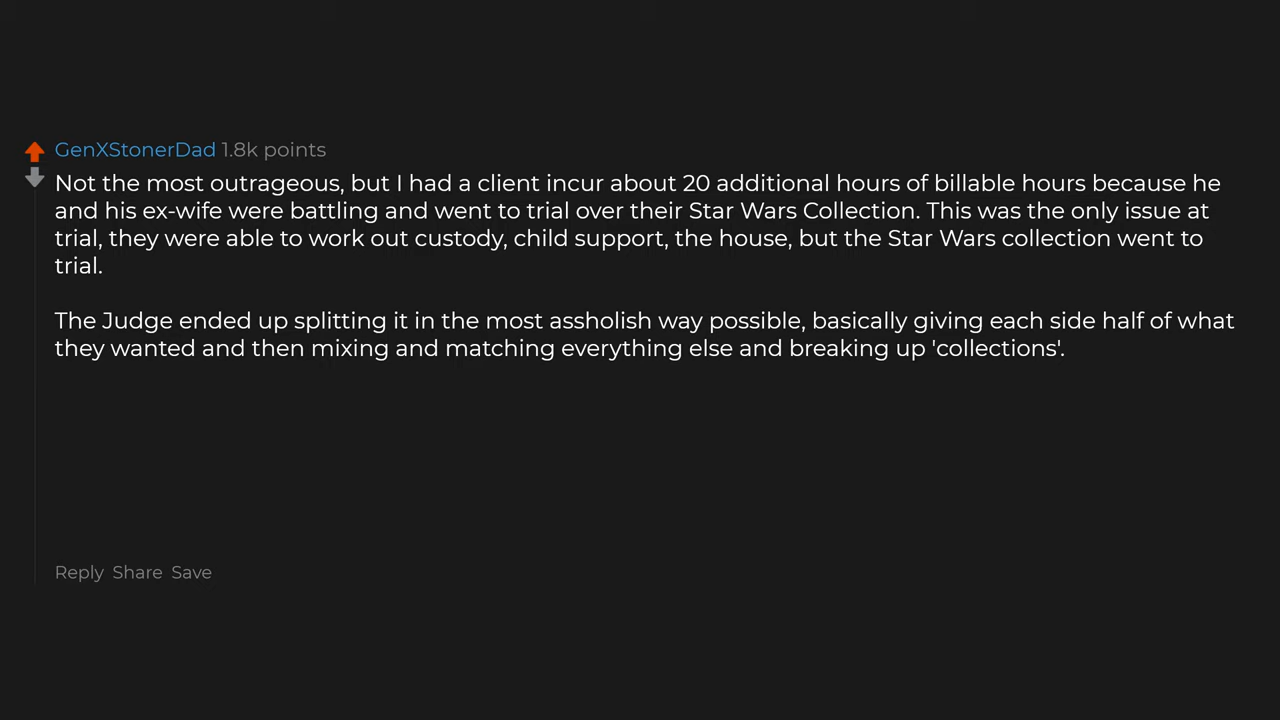 GenXStonerDad 1.8k points
Not the most outrageous, but I had a client incur about 20 additional hours of billable hours because he
and his ex-wife were battling and went to trial over their Star Wars Collection. This was the only issue at
trial, they were able to work out custody, child support, the house, but the Star Wars collection went to
trial.
The Judge ended up splitting it in the most assholish way possible, basically giving each side half of what
they wanted and then mixing and matching everything else and breaking up 'collections'.
Reply Share Save